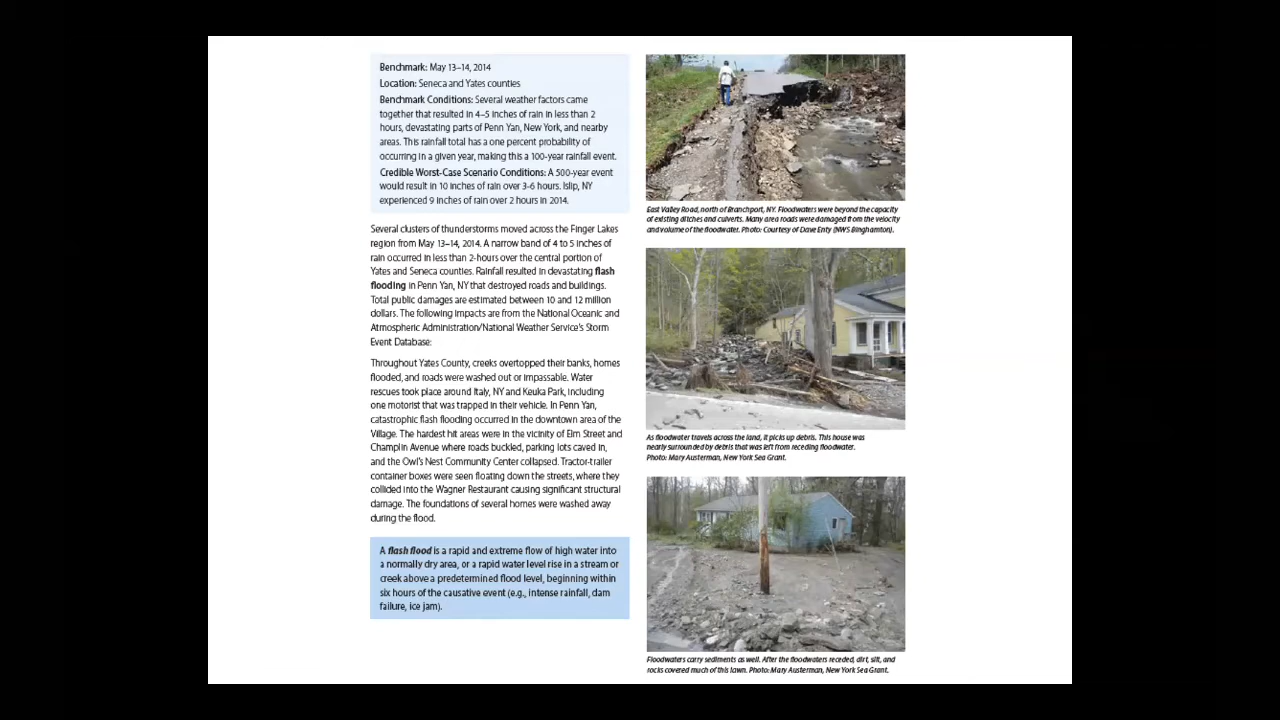 Benchmark: May 13–14, 2014
Location: Seneca and Yates counties
Benchmark Conditions: Several weather factors came
together that resulted in 4–5 inches of rain in less than 2
hours, devastating parts of Penn Yan, New York, and nearby
areas. This rainfall total has a one percent probability of
occurring in a given year, making this a 100-year rainfall event.
Credible Worst-Case Scenario Conditions: A 500-year event
would result in 10 inches of rain over 3-6 hours. Islip, NY
experienced 9 inches of rain over 2 hours in 2014.
Several clusters of thunderstorms moved across the Finger Lakes
region from May 13–14, 2014. A narrow band of 4 to 5 inches of
rain occurred in less than 2-hours over the central portion of
Yates and Seneca counties. Rainfall resulted in devastating flash
flooding in Penn Yan, NY that destroyed roads and buildings.
Total public damages are estimated between 10 and 12 million
dollars. The following impacts are from the National Oceanic and
Atmospheric Administration/National Weather Service's Storm
Event Database:
Throughout Yates County, creeks overtopped their banks, homes
flooded, and roads were washed out or impassable. Water
rescues took place around Italy, NY and Keuka Park, including
one motorist that was trapped in their vehicle. In Penn Yan,
catastrophic flash flooding occurred in the downtown area of the
Village. The hardest hit areas were in the vicinity of Elm Street and
Champlin Avenue where roads buckled, parking lots caved in,
and the Owl's Nest Community Center collapsed. Tractor-trailer
container boxes were seen floating down the streets, where they
collided into the Wagner Restaurant causing significant structural
damage. The foundations of several homes were washed away
during the flood.
A flash flood is a rapid and extreme flow of high water into
a normally dry area, or a rapid water level rise in a stream or
creek above a predetermined flood level, beginning within
six hours of the causative event (e.g., intense rainfall, dam
failure, ice jam).
East Valley Road, north of Branchport, NY. Floodwaters were beyond the capacity
of existing ditches and culverts. Many area roads were damaged from the velocity
and volume of the floodwater. Photo: Courtesy of Dave Enty (NWS Binghamton).
As floodwater travels across the land, it picks up debris. This house was
nearly surrounded by debris that was left from receding floodwater.
Photo: Mary Austerman, New York Sea Grant.
Floodwaters carry sediments as well. After the floodwaters receded, dirt, silt, and
rocks covered much of this lawn. Photo: Mary Austerman, New York Sea Grant.